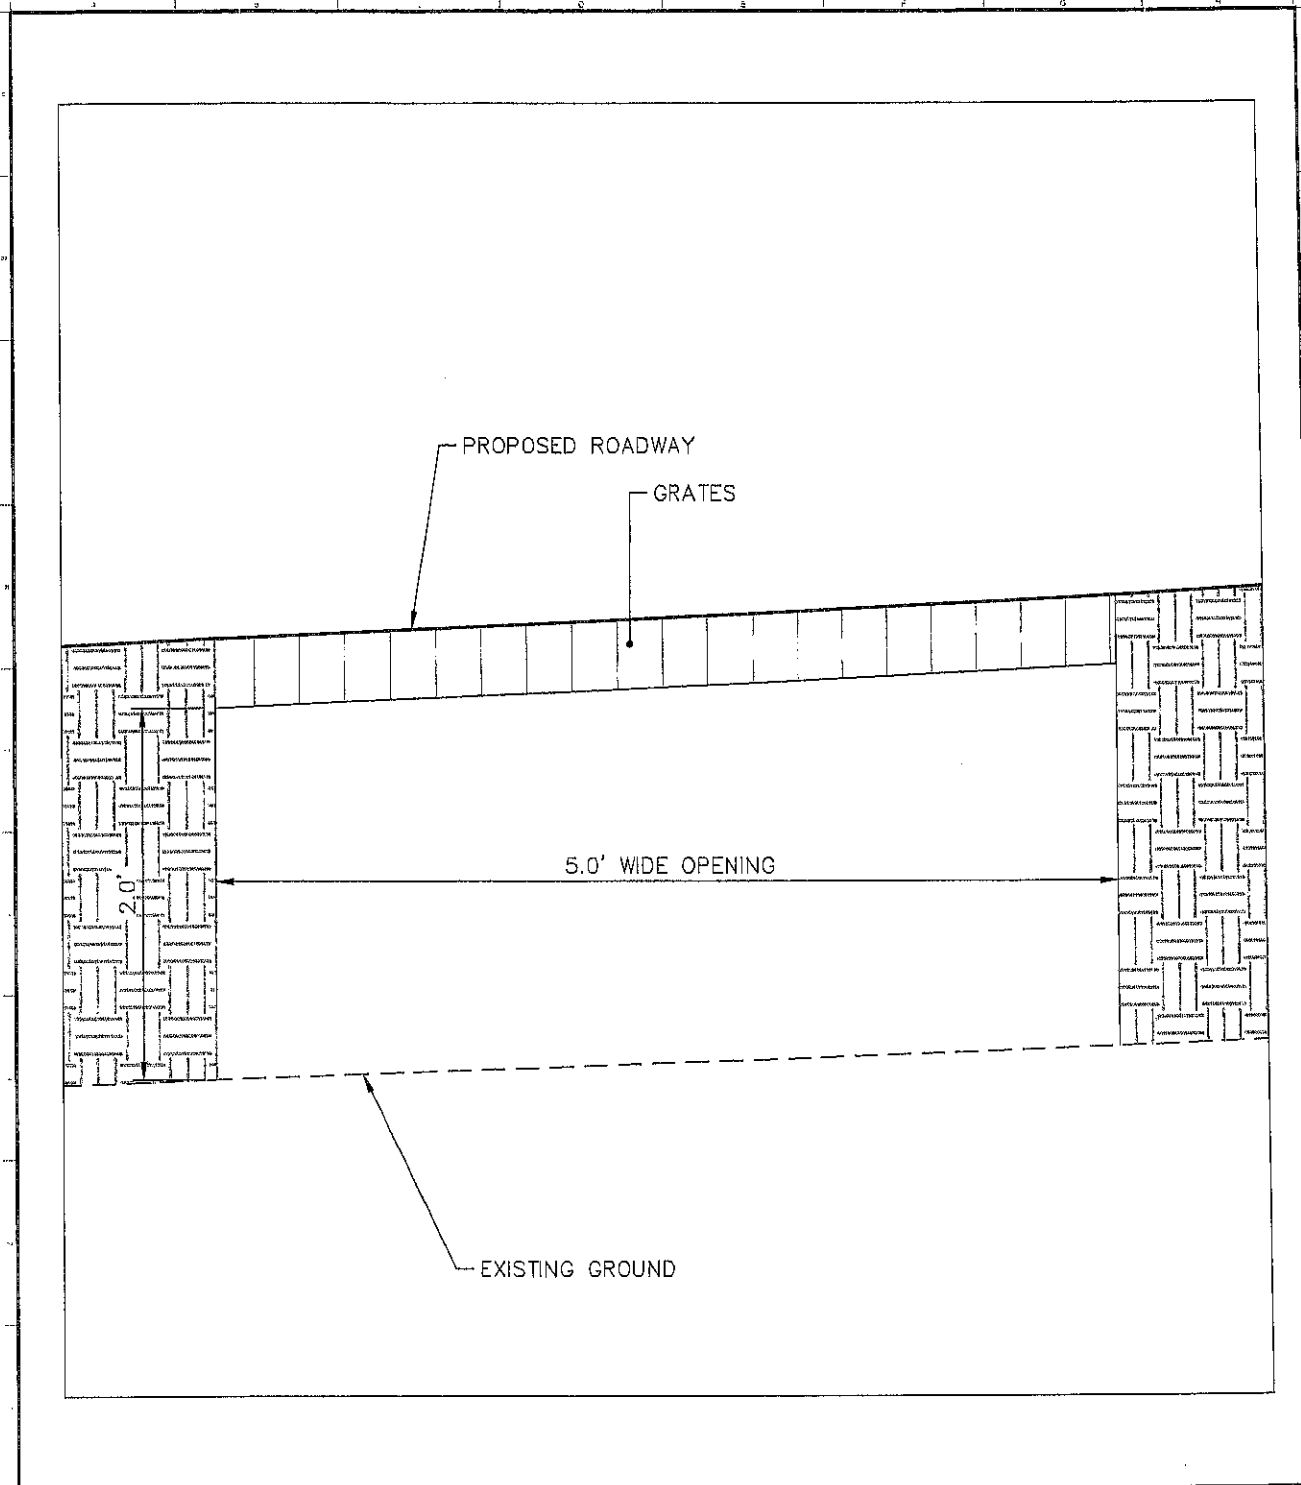 PROPOSED ROADWAY
GRATES
5.0' WIDE OPENING
2.0'
EXISTING GROUND